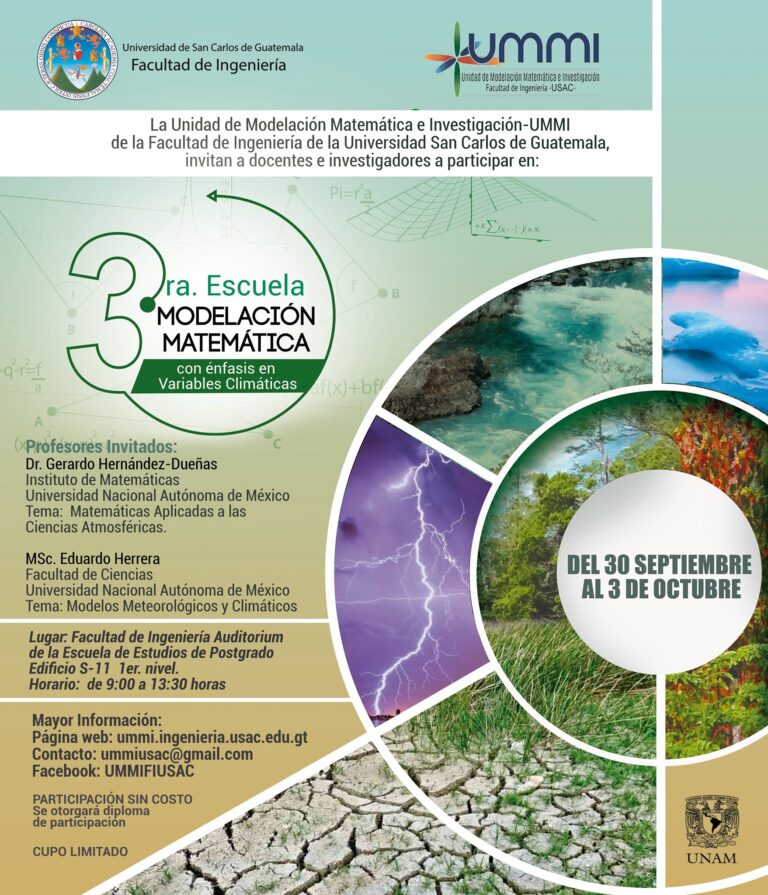 Universidad de San Carlos de Guatemala
Facultad de Ingeniería
UMMI
Unidad de Modelación Matemática e Investigación
Facultad de Ingeniería -USAC-
La Unidad de Modelación Matemática e Investigación-UMMI
de la Facultad de Ingeniería de la Universidad San Carlos de Guatemala,
invitan a docentes e investigadores a participar en:
3ra. Escuela
MODELACIÓN
MATEMÁTICA
con énfasis en
Variables Climáticas
Profesores Invitados:
Dr. Gerardo Hernández-Dueñas
Instituto de Matemáticas
Universidad Nacional Autónoma de México
Tema: Matemáticas Aplicadas a las
Ciencias Atmosféricas.
MSc. Eduardo Herrera
Facultad de Ciencias
Universidad Nacional Autónoma de México
Tema: Modelos Meteorológicos y Climáticos
Lugar: Facultad de Ingeniería Auditorium
de la Escuela de Estudios de Postgrado
Edificio S-11 1er. nivel.
Horario: de 9:00 a 13:30 horas
Mayor Información:
Página web: ummi.ingenieria.usac.edu.gt
Contacto: ummiusac@gmail.com
Facebook: UMMIFIUSAC
PARTICIPACIÓN SIN COSTO
Se otorgará diploma
de participación
CUPO LIMITADO
DEL 30 SEPTIEMBRE
AL 3 DE OCTUBRE
UNAM